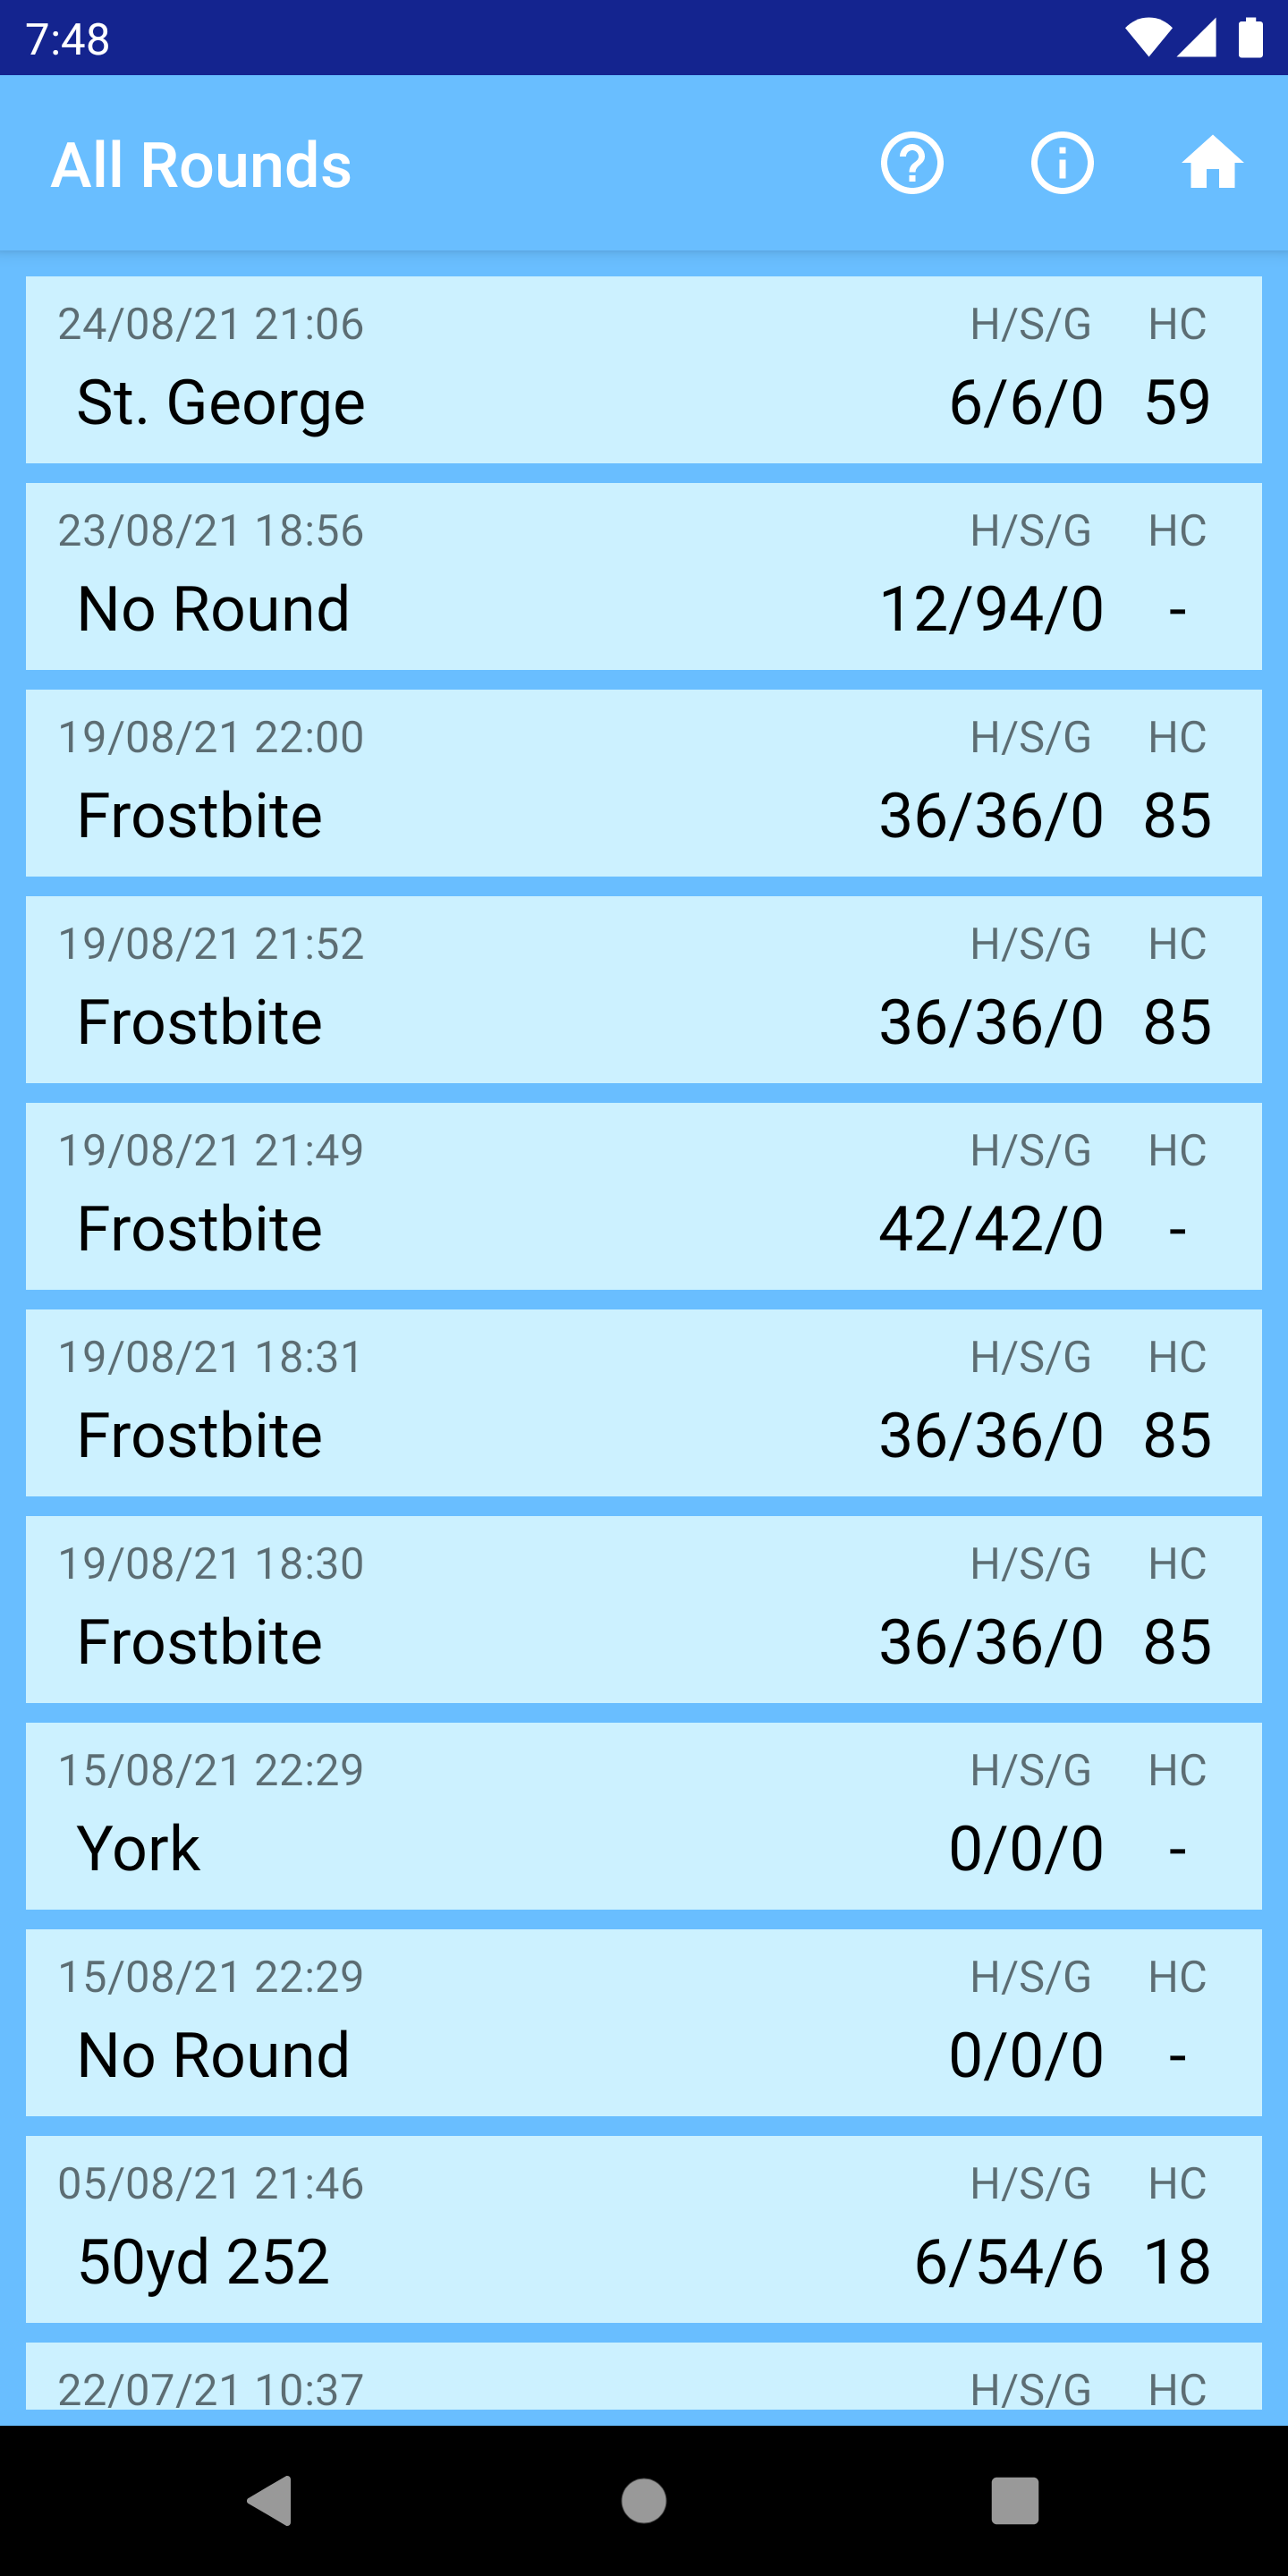 7:48
All Rounds
24/08/21 21:06 H/S/G HC
St. George 6/6/0 59
23/08/21 18:56 H/S/G HC
No Round 12/94/0 -
19/08/21 22:00 H/S/G HC
Frostbite 36/36/0 85
19/08/21 21:52 H/S/G HC
Frostbite 36/36/0 85
19/08/21 21:49 H/S/G HC
Frostbite 42/42/0 -
19/08/21 18:31 H/S/G HC
Frostbite 36/36/0 85
19/08/21 18:30 H/S/G HC
Frostbite 36/36/0 85
15/08/21 22:29 H/S/G HC
York 0/0/0 -
15/08/21 22:29 H/S/G HC
No Round 0/0/0 -
05/08/21 21:46 H/S/G HC
50yd 252 6/54/6 18
22/07/21 10:37 H/S/G HC